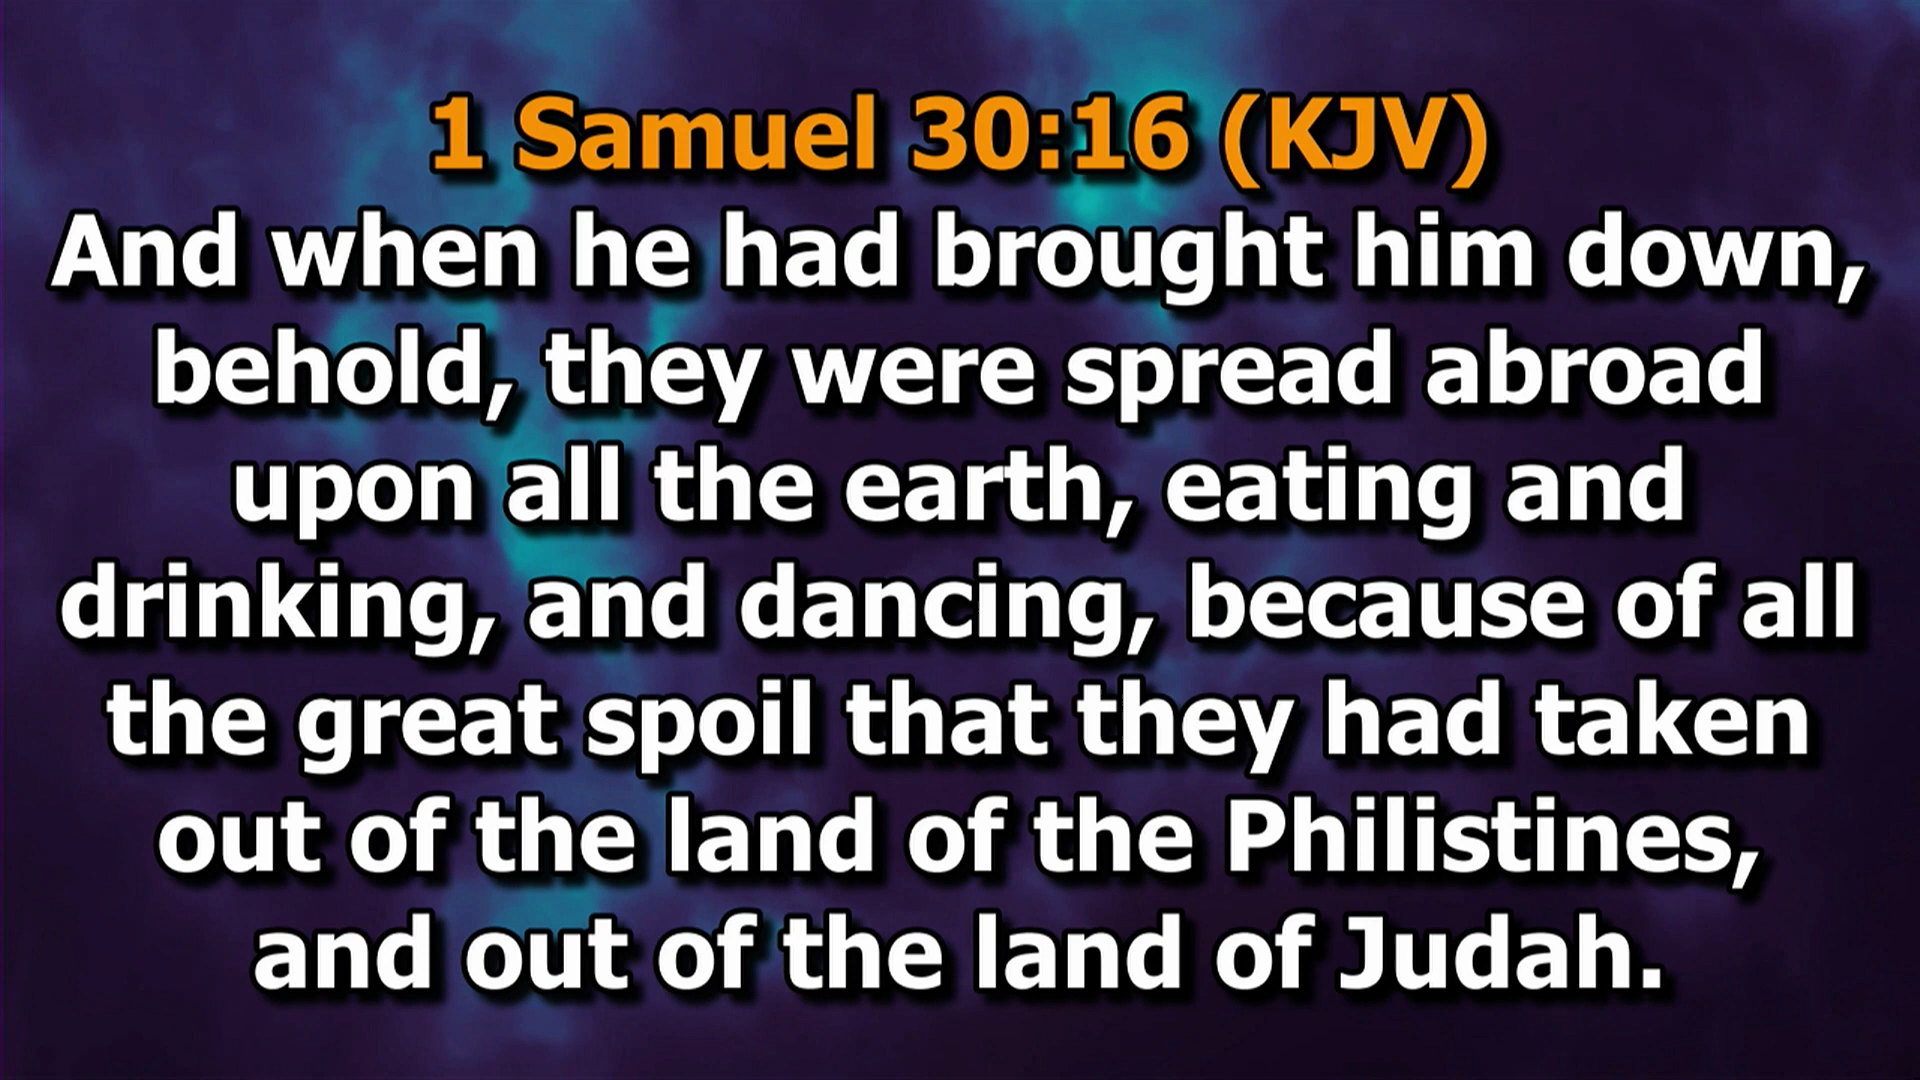 1 Samuel 30:16 (KJV)
And when he had brought him down,
behold, they were spread abroad
upon all the earth, eating and
drinking, and dancing, because of all
the great spoil that they had taken
out of the land of the Philistines,
and out of the land of Judah.